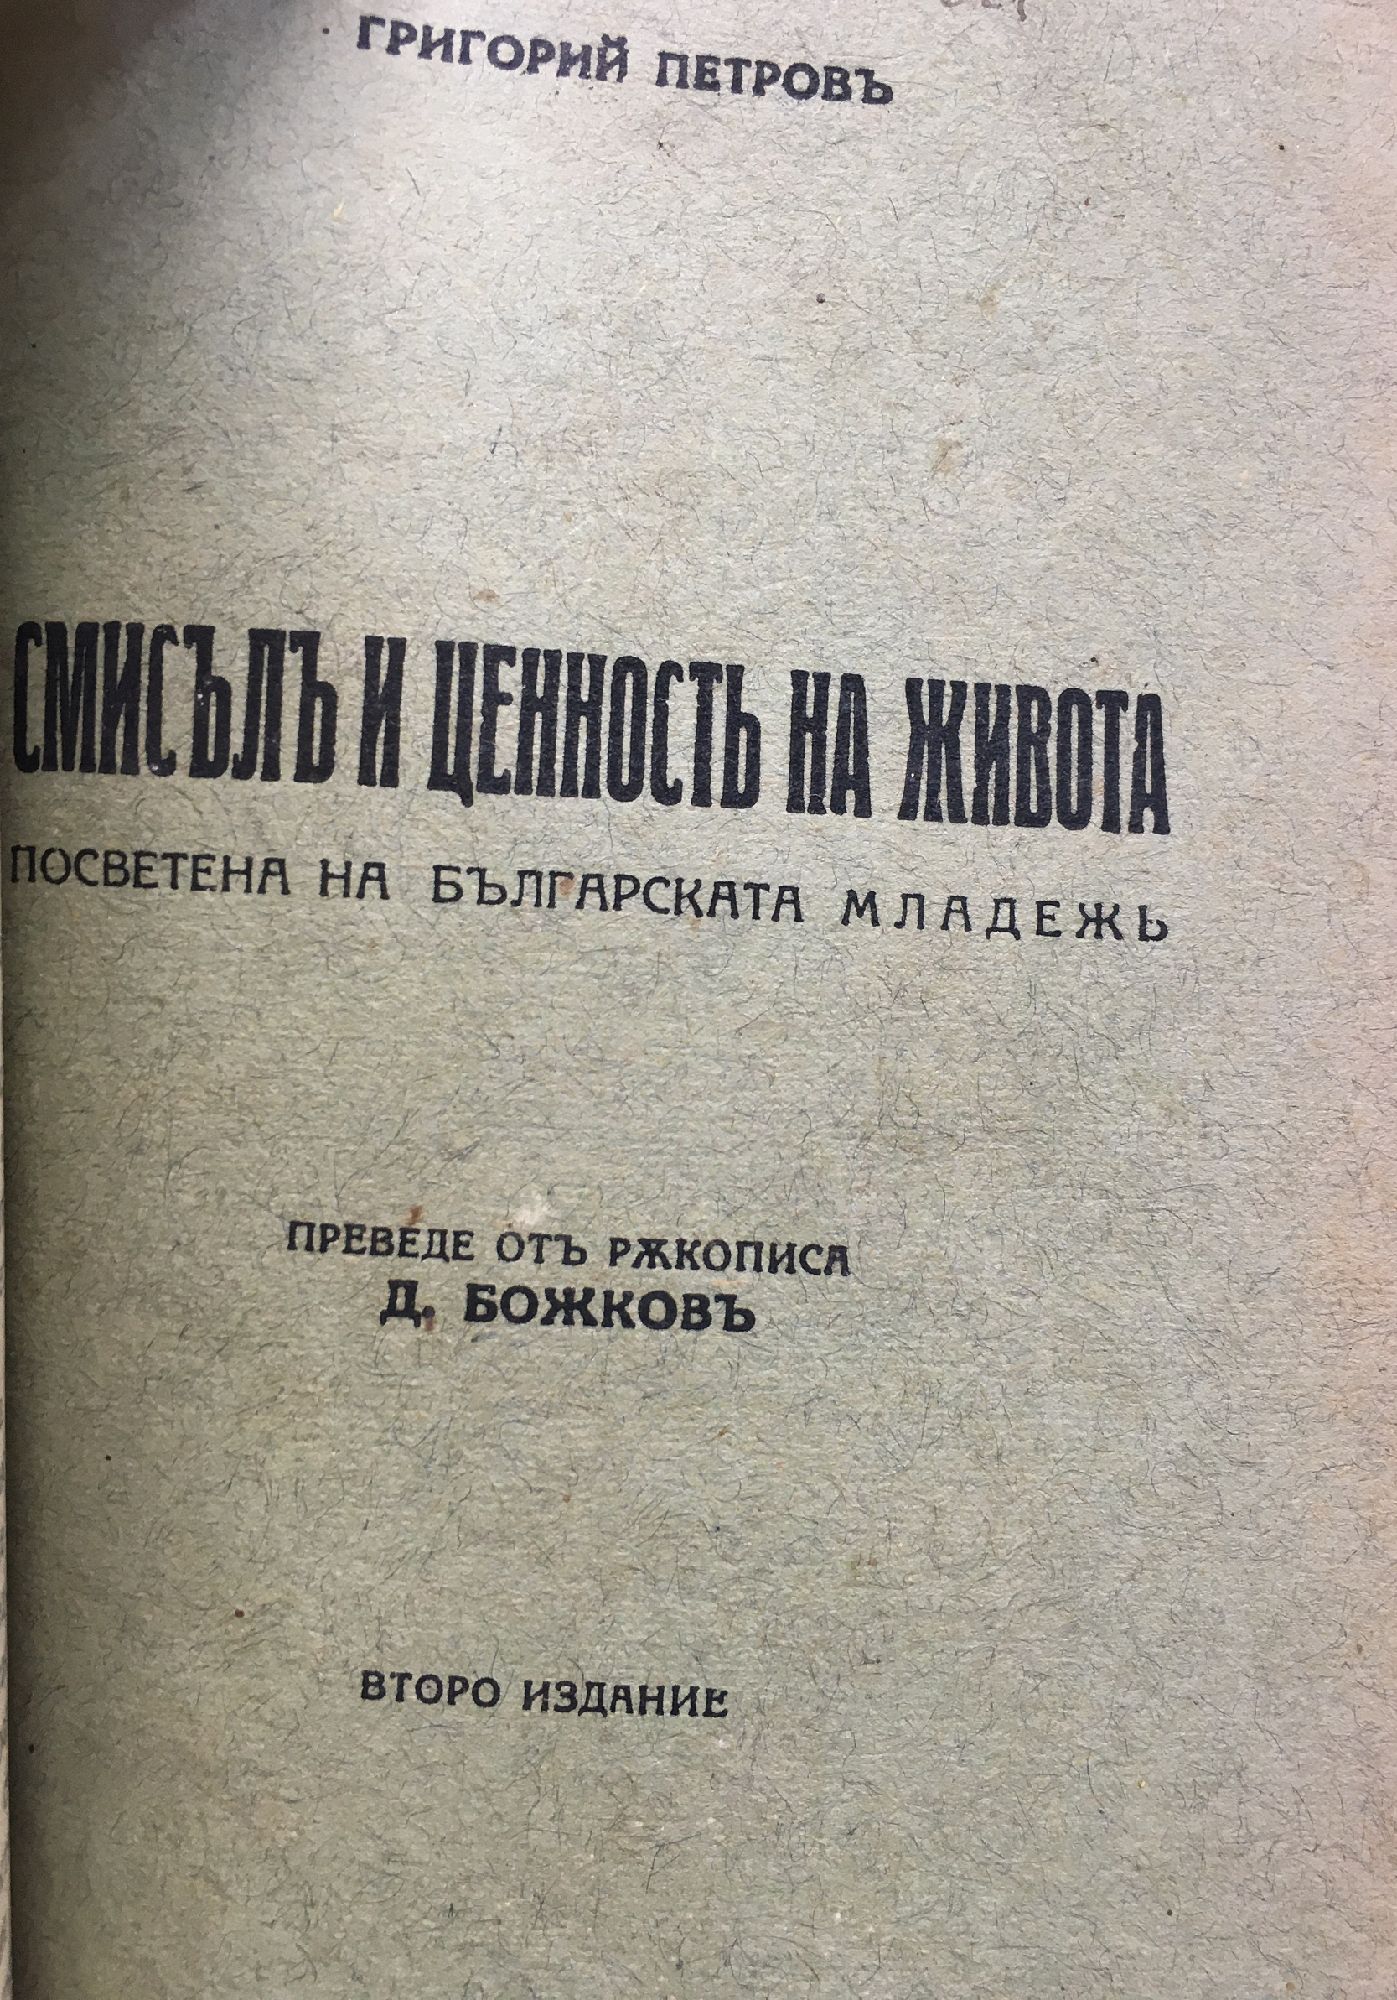 ГРИГОРИЙ ПЕТРОВЪ
СМИСЪЛЪ И ЦЕННОСТЬ НА ЖИВОТА
ПОСВЕТЕНА НА БЪЛГАРСКАТА МЛАДЕЖЬ
ПРЕВЕДЕ ОТЪ РѪКОПИСА
Д. БОЖКОВЪ
ВТОРО ИЗДАНИЕ